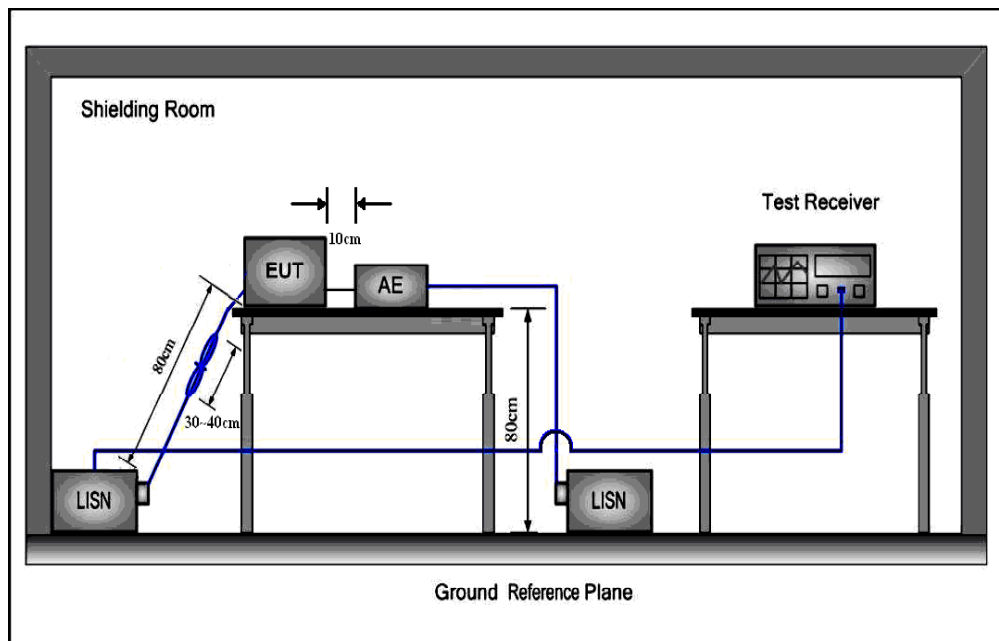 Shielding Room
Test Receiver
10cm
EUT
AE
80cm
30~40cm
80cm
LISN
LISN
Ground Reference Plane